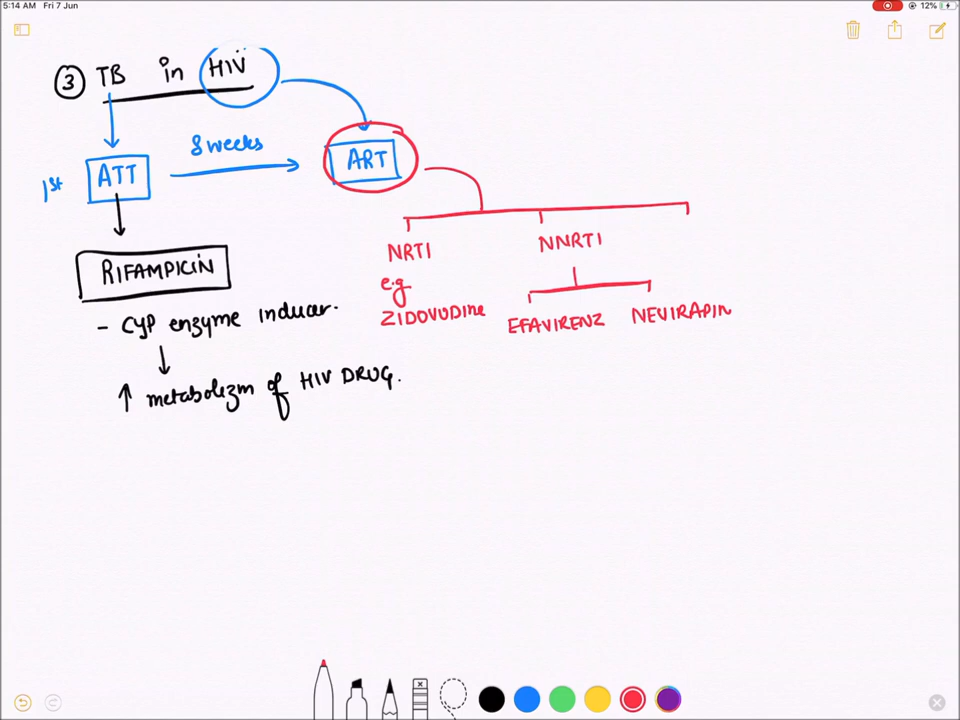 5:14 AM Fri 7 Jun
12%
③ TB in HIV
8 weeks
1st ATT
ART
NRTI
NNRTI
RIFAMPICIN
e.g
ZIDOVUDINE
EFAVIRENZ
NEVIRAPIN
- CYP enzyme inducer.
↑ metabolizm of HIV DRUG.